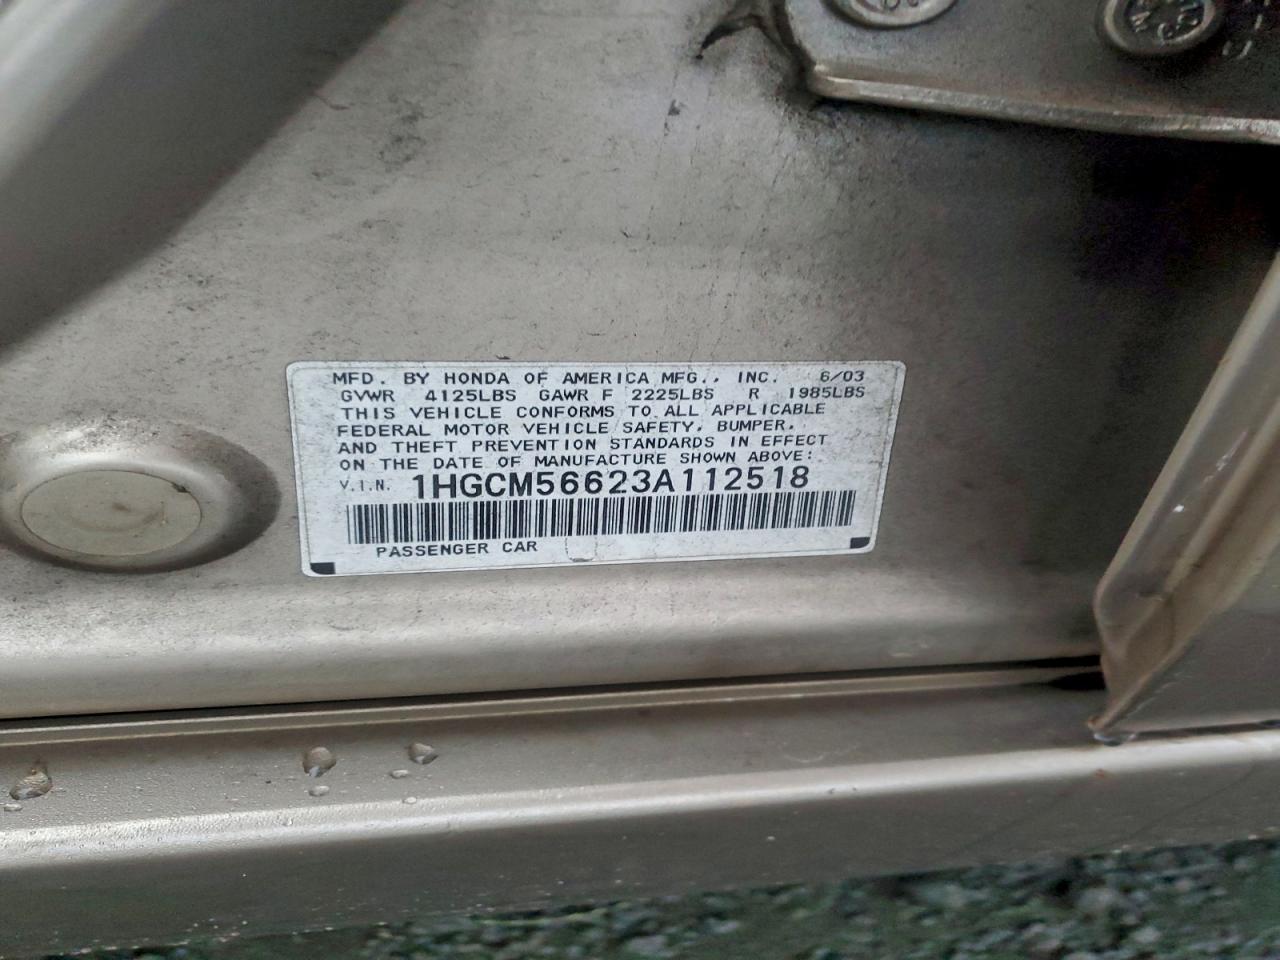 MFD. BY HONDA OF AMERICA MFG., INC. 6/03
GVWR 4125LBS GAWR F 2225LBS R 1985LBS
THIS VEHICLE CONFORMS TO ALL APPLICABLE
FEDERAL MOTOR VEHICLE SAFETY, BUMPER,
AND THEFT PREVENTION STANDARDS IN EFFECT
ON THE DATE OF MANUFACTURE SHOWN ABOVE:
V.I.N. 1HGCM56623A112518
PASSENGER CAR